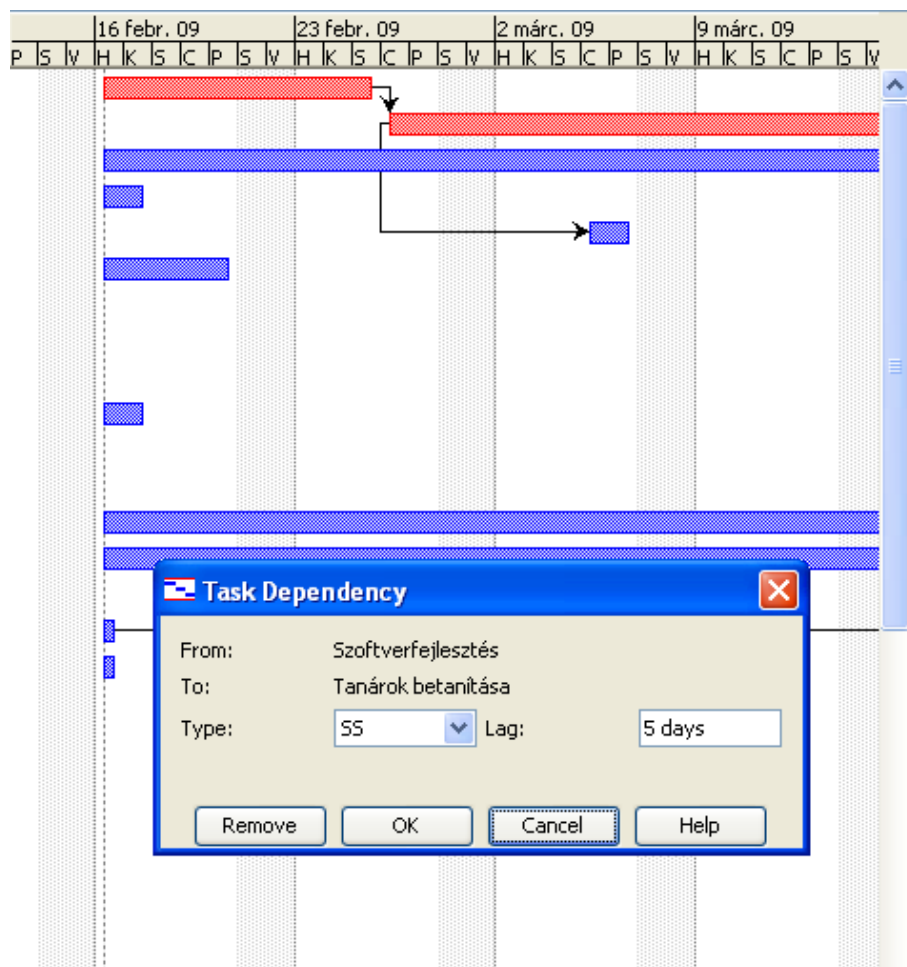 16 febr. 09 23 febr. 09 2 márc. 09 9 márc. 09
P S V H K S C P S V H K S C P S V H K S C P S V H K S C P S V
Task Dependency
From: Szoftverfejlesztés
To: Tanárok betanítása
Type: SS Lag: 5 days
Remove OK Cancel Help